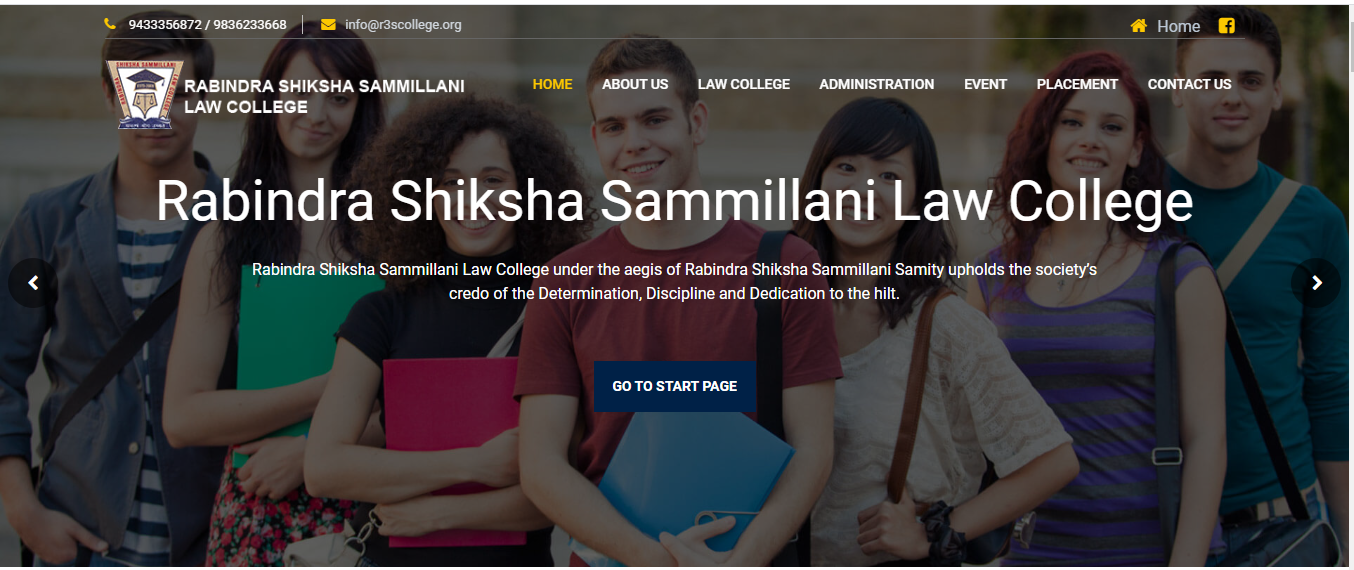 9433356872 / 9836233668
info@r3scollege.org
Home
SHIKSHA SAMMILLANI
RABINDRA SHIKSHA SAMMILLANI
LAW COLLEGE
HOME
ABOUT US
LAW COLLEGE
ADMINISTRATION
EVENT
PLACEMENT
CONTACT US
Rabindra Shiksha Sammillani Law College
Rabindra Shiksha Sammillani Law College under the aegis of Rabindra Shiksha Sammillani Samity upholds the society's
credo of the Determination, Discipline and Dedication to the hilt.
GO TO START PAGE